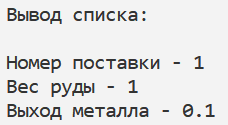 Вывод списка:
Номер поставки - 1
Вес руды - 1
Выход металла - 0.1